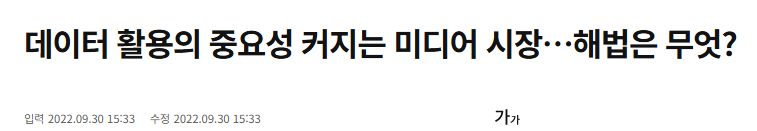 데이터 활용의 중요성 커지는 미디어 시장…해법은 무엇?
입력 2022.09.30 15:33 수정 2022.09.30 15:33 가가